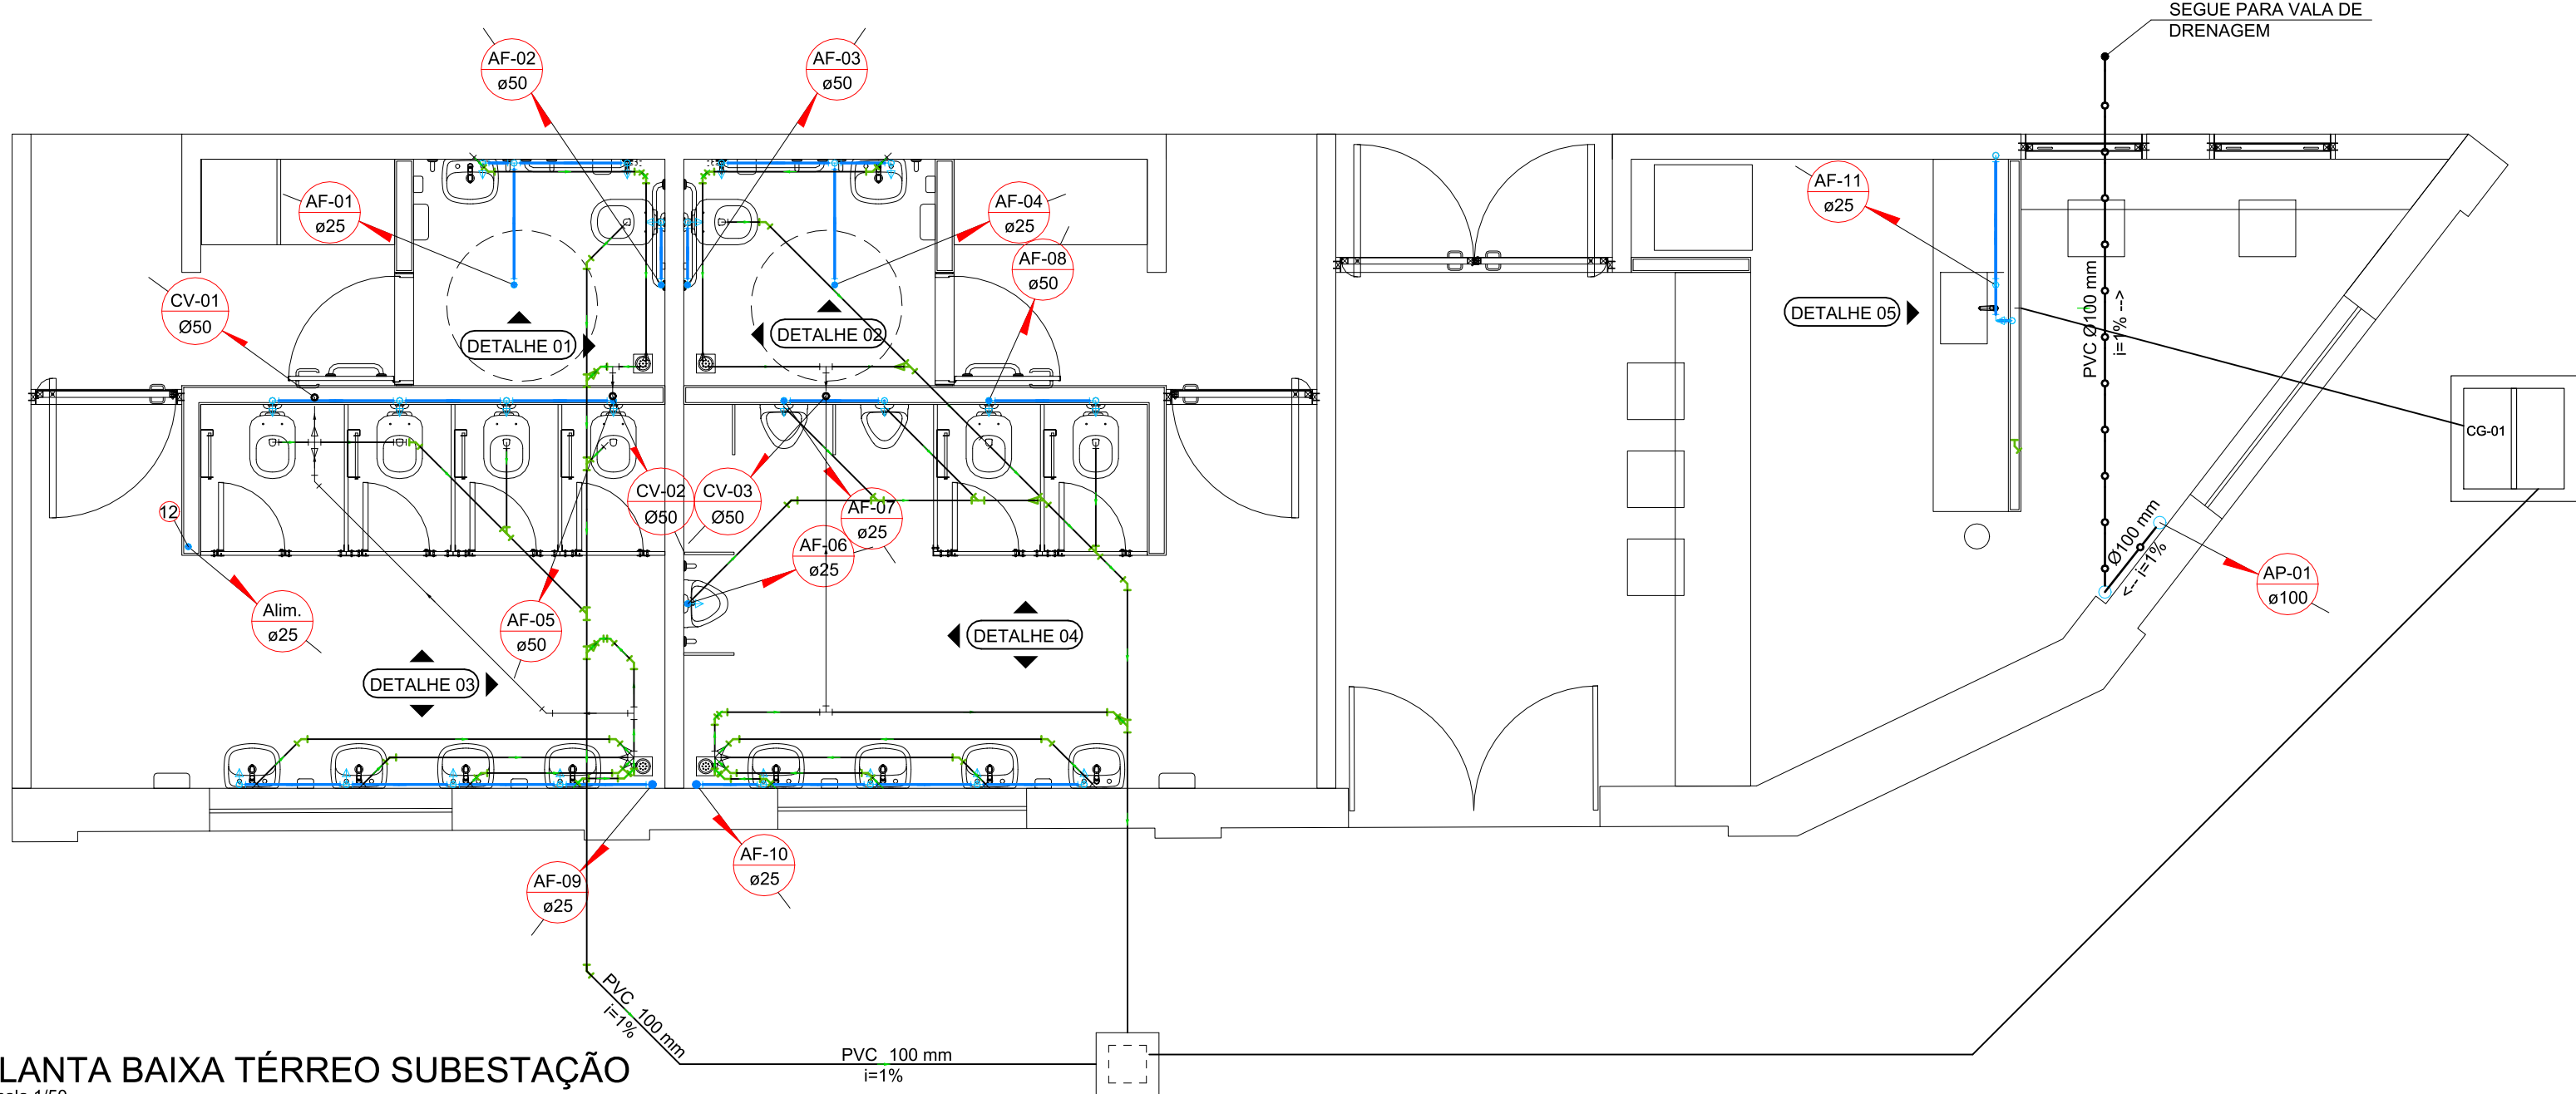 SEGUE PARA VALA DE
DRENAGEM
AF-02
ø50
AF-03
ø50
AF-01
ø25
AF-04
ø25
AF-11
ø25
AF-08
ø50
CV-01
Ø50
DETALHE 01
DETALHE 02
DETALHE 05
PVC Ø100 mm
i=1% -->
CG-01
CV-02
Ø50
CV-03
Ø50
AF-07
ø25
12
AF-06
ø25
Ø100 mm
<-- i=1%
AP-01
ø100
Alim.
ø25
AF-05
ø50
DETALHE 04
DETALHE 03
AF-10
ø25
AF-09
ø25
PVC 100 mm
i=1%
PVC 100 mm
i=1%
LANTA BAIXA TÉRREO SUBESTAÇÃO